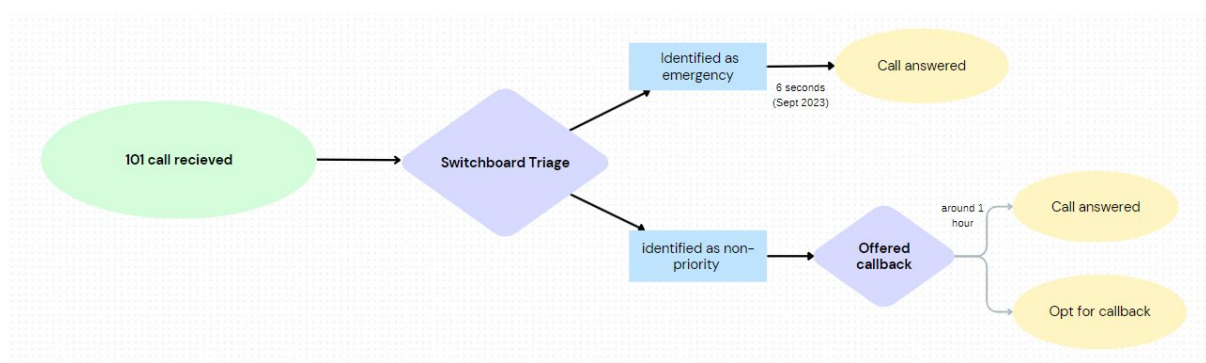 101 call recieved
Switchboard Triage
Identified as
emergency
6 seconds
(Sept 2023)
Call answered
identified as non-
priority
Offered
callback
around 1
hour
Call answered
Opt for callback